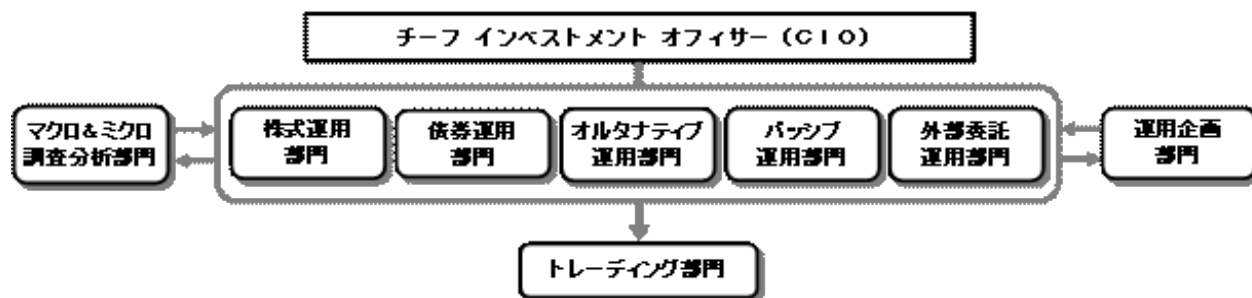 チーフ インベストメント オフィサー（ＣＩＯ）
マクロ＆ミクロ
調査分析部門
株式運用
部門
債券運用
部門
オルタナティブ
運用部門
パッシブ
運用部門
外部委託
運用部門
運用企画
部門
トレーディング部門